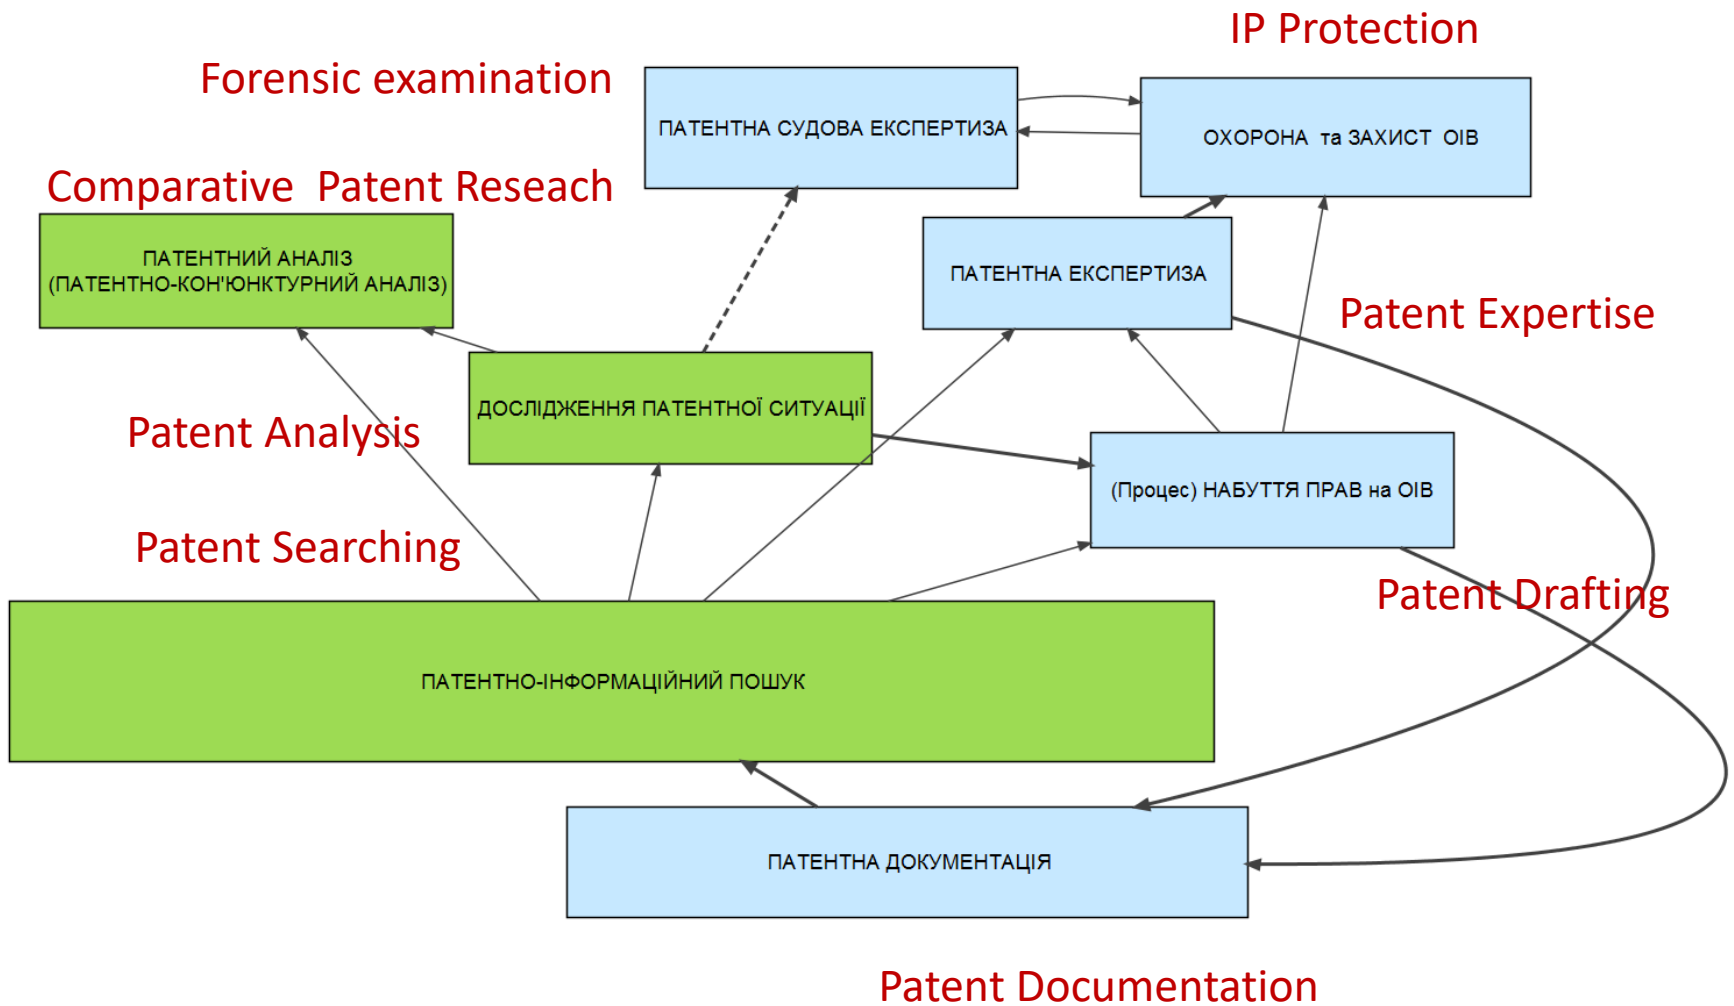 IP Protection
Forensic examination
ПАТЕНТНА СУДОВА ЕКСПЕРТИЗА
ОХОРОНА та ЗАХИСТ ОІВ
Comparative Patent Reseach
ПАТЕНТНИЙ АНАЛІЗ
(ПАТЕНТНО-КОН'ЮНКТУРНИЙ АНАЛІЗ)
ПАТЕНТНА ЕКСПЕРТИЗА
Patent Expertise
ДОСЛІДЖЕННЯ ПАТЕНТНОЇ СИТУАЦІЇ
Patent Analysis
(Процес) НАБУТТЯ ПРАВ на ОІВ
Patent Searching
Patent Drafting
ПАТЕНТНО-ІНФОРМАЦІЙНИЙ ПОШУК
ПАТЕНТНА ДОКУМЕНТАЦІЯ
Patent Documentation